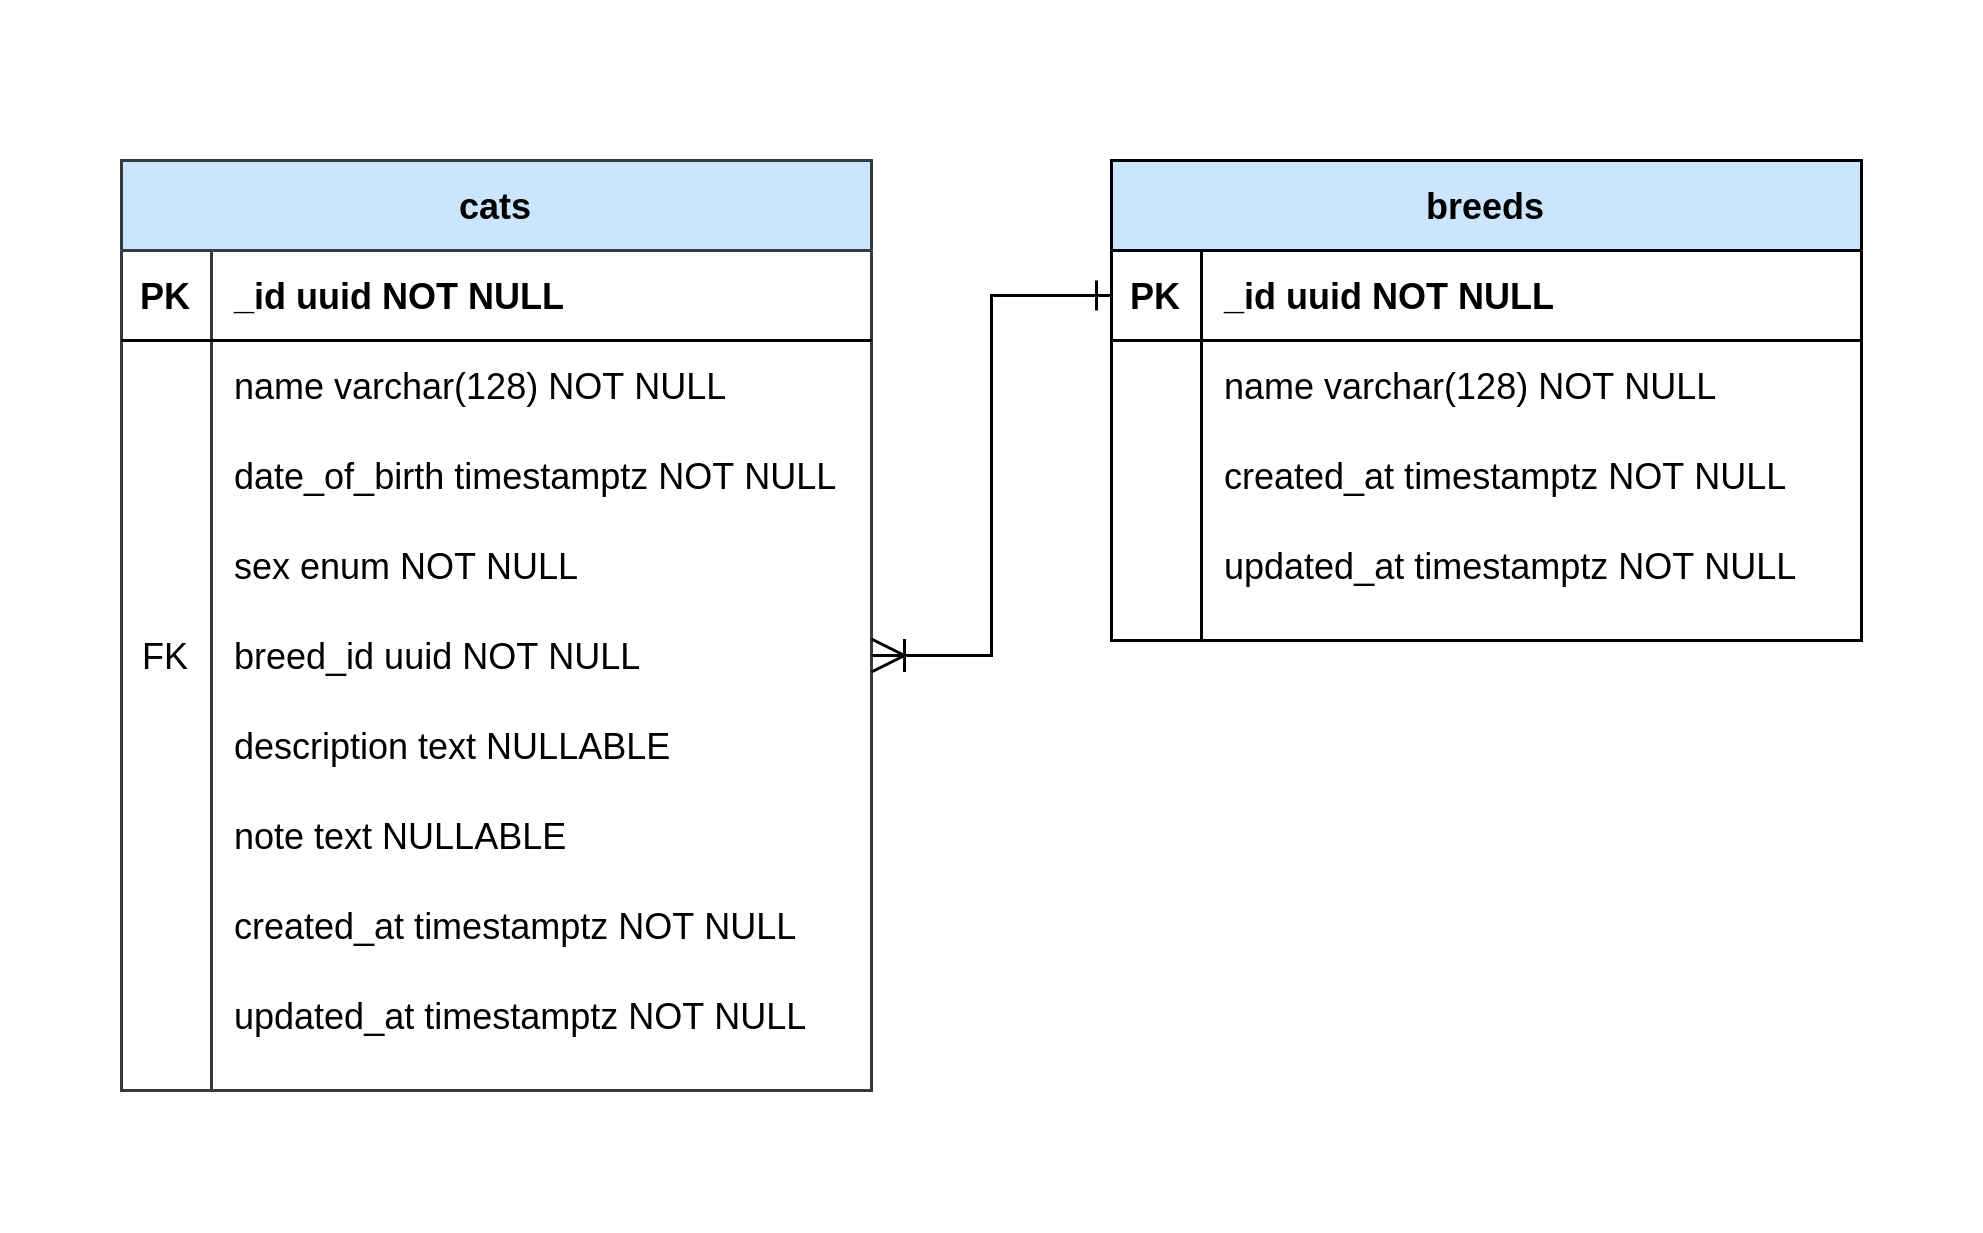 cats
PK _id uuid NOT NULL
name varchar(128) NOT NULL
date_of_birth timestamptz NOT NULL
sex enum NOT NULL
FK breed_id uuid NOT NULL
description text NULLABLE
note text NULLABLE
created_at timestamptz NOT NULL
updated_at timestamptz NOT NULL
breeds
PK _id uuid NOT NULL
name varchar(128) NOT NULL
created_at timestamptz NOT NULL
updated_at timestamptz NOT NULL